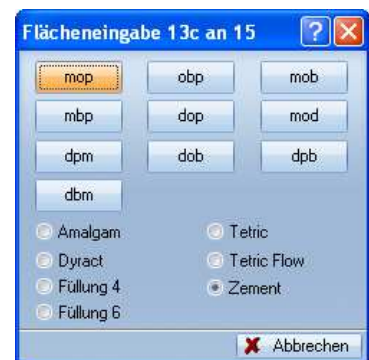 Flächeneingabe 13c an 15
mop obp mob
mbp dop mod
dpm dob dpb
dbm
Amalgam Tetric
Dyract Tetric Flow
Füllung 4 Zement
Füllung 6
Abbrechen